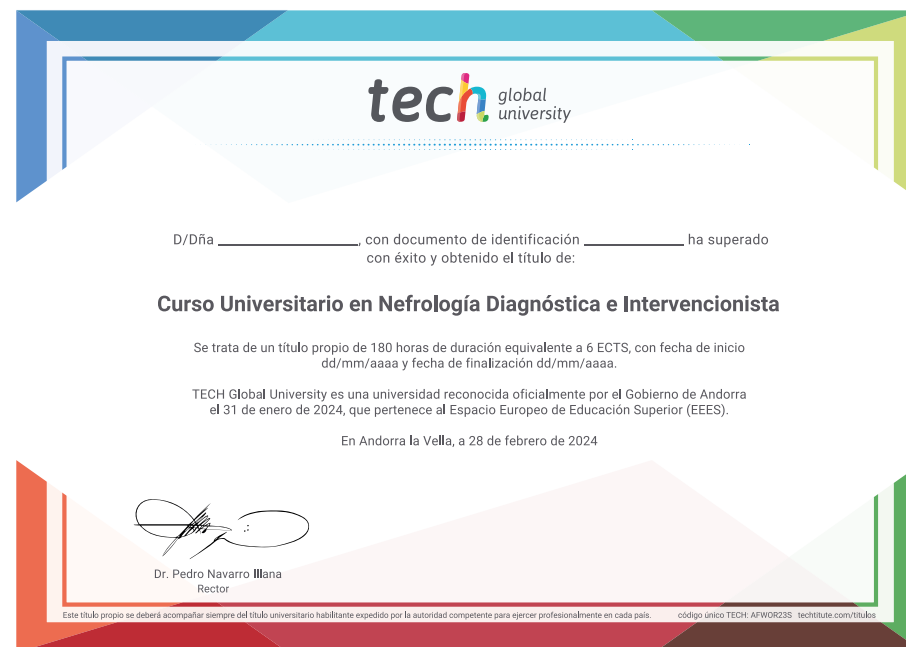 tech global university
D/Dña ____________________, con documento de identificación ______________ ha superado
con éxito y obtenido el título de:
Curso Universitario en Nefrología Diagnóstica e Intervencionista
Se trata de un título propio de 180 horas de duración equivalente a 6 ECTS, con fecha de inicio
dd/mm/aaaa y fecha de finalización dd/mm/aaaa.
TECH Global University es una universidad reconocida oficialmente por el Gobierno de Andorra
el 31 de enero de 2024, que pertenece al Espacio Europeo de Educación Superior (EEES).
En Andorra la Vella, a 28 de febrero de 2024
Dr. Pedro Navarro Illana
Rector
Este título propio se deberá acompañar siempre del título universitario habilitante expedido por la autoridad competente para ejercer profesionalmente en cada país. código único TECH: AFWOR23S techtitute.com/titulos